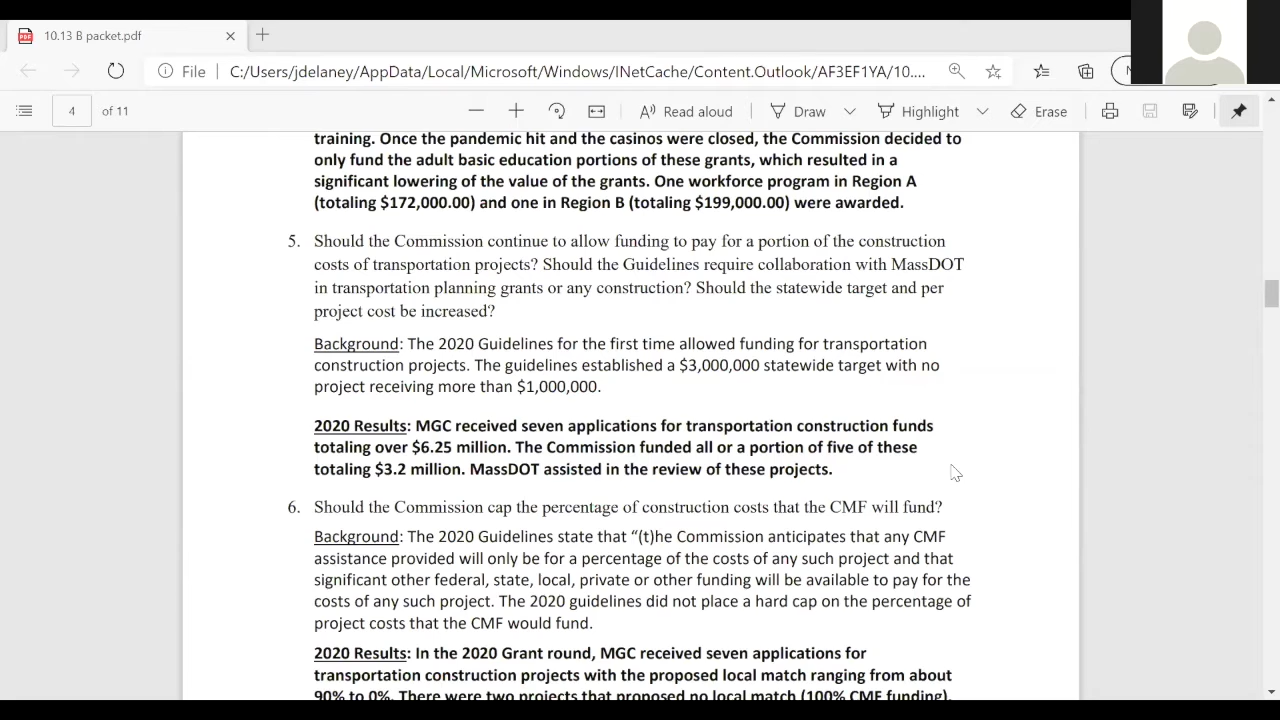 10.13 B packet.pdf
File C:/Users/jdelaney/AppData/Local/Microsoft/Windows/INetCache/Content.Outlook/AF3EF1YA/10....
4 of 11 Read aloud Draw Highlight Erase
training. Once the pandemic hit and the casinos were closed, the Commission decided to
only fund the adult basic education portions of these grants, which resulted in a
significant lowering of the value of the grants. One workforce program in Region A
(totaling $172,000.00) and one in Region B (totaling $199,000.00) were awarded.
5. Should the Commission continue to allow funding to pay for a portion of the construction
costs of transportation projects? Should the Guidelines require collaboration with MassDOT
in transportation planning grants or any construction? Should the statewide target and per
project cost be increased?
Background: The 2020 Guidelines for the first time allowed funding for transportation
construction projects. The guidelines established a $3,000,000 statewide target with no
project receiving more than $1,000,000.
2020 Results: MGC received seven applications for transportation construction funds
totaling over $6.25 million. The Commission funded all or a portion of five of these
totaling $3.2 million. MassDOT assisted in the review of these projects.
6. Should the Commission cap the percentage of construction costs that the CMF will fund?
Background: The 2020 Guidelines state that “(t)he Commission anticipates that any CMF
assistance provided will only be for a percentage of the costs of any such project and that
significant other federal, state, local, private or other funding will be available to pay for the
costs of any such project. The 2020 guidelines did not place a hard cap on the percentage of
project costs that the CMF would fund.
2020 Results: In the 2020 Grant round, MGC received seven applications for
transportation construction projects with the proposed local match ranging from about
90% to 0%. There were two projects that proposed no local match (100% CMF funding).